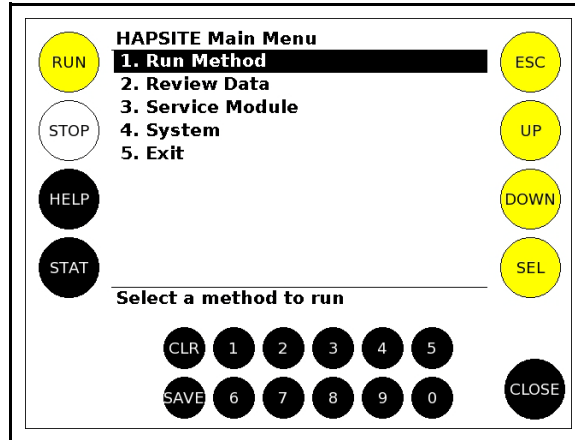 HAPSITE Main Menu
RUN
1. Run Method
ESC
2. Review Data
3. Service Module
STOP
4. System
UP
5. Exit
HELP
DOWN
STAT
SEL
Select a method to run
CLR 1 2 3 4 5
SAVE 6 7 8 9 0
CLOSE